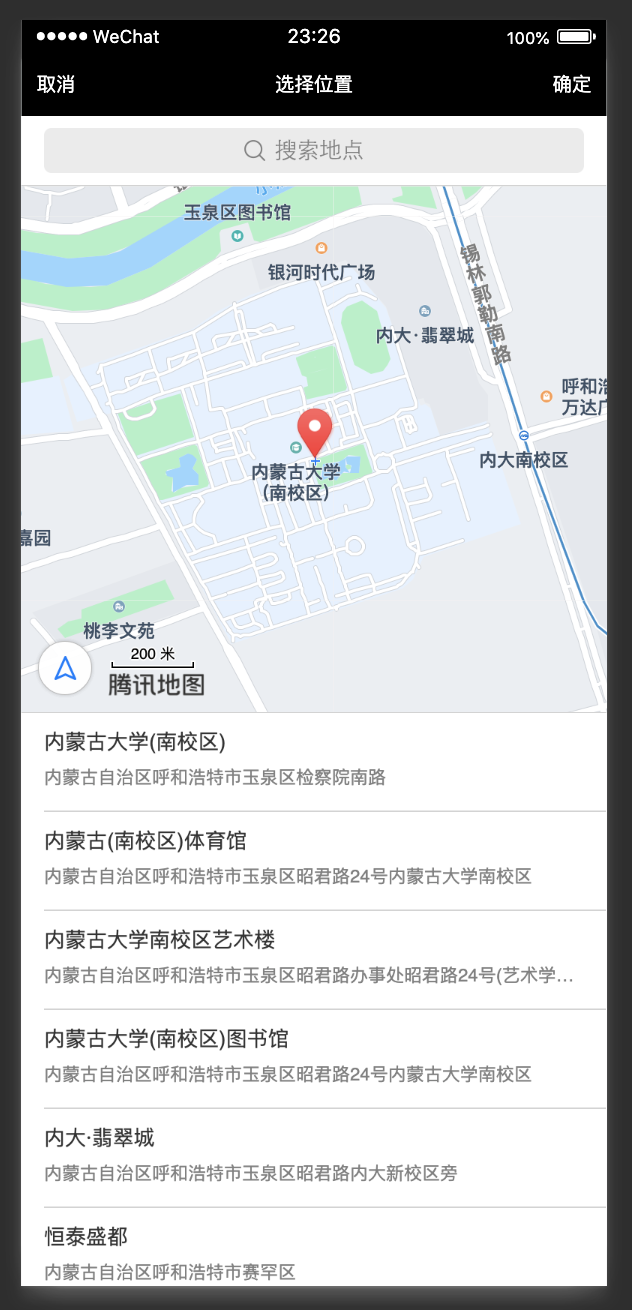 WeChat 23:26 100%
取消 选择位置 确定
搜索地点
玉泉区图书馆
银河时代广场
锡林郭勒南路
内大·翡翠城
呼和浩
万达广
内大南校区
内蒙古大学
(南校区)
嘉园
桃李文苑
200 米
腾讯地图
内蒙古大学(南校区)
内蒙古自治区呼和浩特市玉泉区检察院南路
内蒙古(南校区)体育馆
内蒙古自治区呼和浩特市玉泉区昭君路24号内蒙古大学南校区
内蒙古大学南校区艺术楼
内蒙古自治区呼和浩特市玉泉区昭君路办事处昭君路24号(艺术学…
内蒙古大学(南校区)图书馆
内蒙古自治区呼和浩特市玉泉区昭君路24号内蒙古大学南校区
内大·翡翠城
内蒙古自治区呼和浩特市玉泉区昭君路内大新校区旁
恒泰盛都
内蒙古自治区呼和浩特市赛罕区